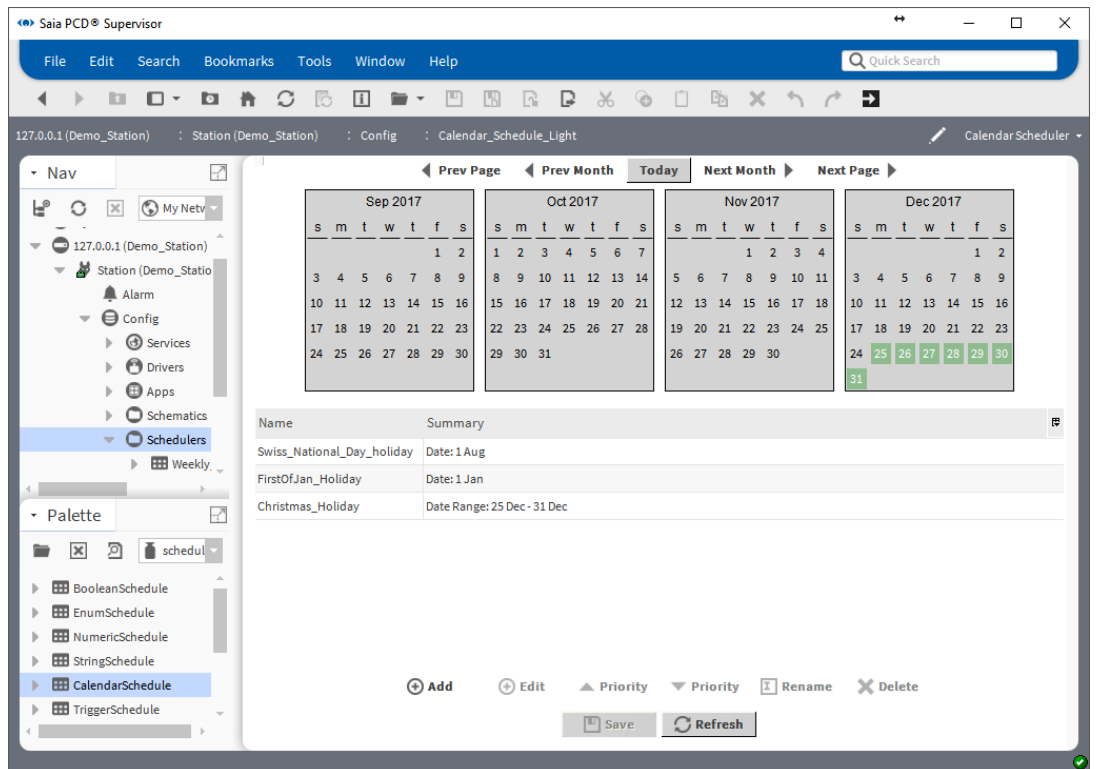 Saia PCD® Supervisor
File Edit Search Bookmarks Tools Window Help
Quick Search
127.0.0.1 (Demo_Station) : Station (Demo_Station) : Config : Calendar_Schedule_Light
Calendar Scheduler
Nav
My Netv
127.0.0.1 (Demo_Station)
Station (Demo_Statio
Alarm
Config
Services
Drivers
Apps
Schematics
Schedulers
Weekly_
Palette
schedul
BooleanSchedule
EnumSchedule
NumericSchedule
StringSchedule
CalendarSchedule
TriggerSchedule
Prev Page Prev Month Today Next Month Next Page
Sep 2017
s m t w t f s
1 2
3 4 5 6 7 8 9
10 11 12 13 14 15 16
17 18 19 20 21 22 23
24 25 26 27 28 29 30
Oct 2017
s m t w t f s
1 2 3 4 5 6 7
8 9 10 11 12 13 14
15 16 17 18 19 20 21
22 23 24 25 26 27 28
29 30 31
Nov 2017
s m t w t f s
1 2 3 4
5 6 7 8 9 10 11
12 13 14 15 16 17 18
19 20 21 22 23 24 25
26 27 28 29 30
Dec 2017
s m t w t f s
1 2
3 4 5 6 7 8 9
10 11 12 13 14 15 16
17 18 19 20 21 22 23
24 25 26 27 28 29 30
31
Name Summary
Swiss_National_Day_holiday Date: 1 Aug
FirstOfJan_Holiday Date: 1 Jan
Christmas_Holiday Date Range: 25 Dec - 31 Dec
Add Edit Priority Priority Rename Delete
Save Refresh